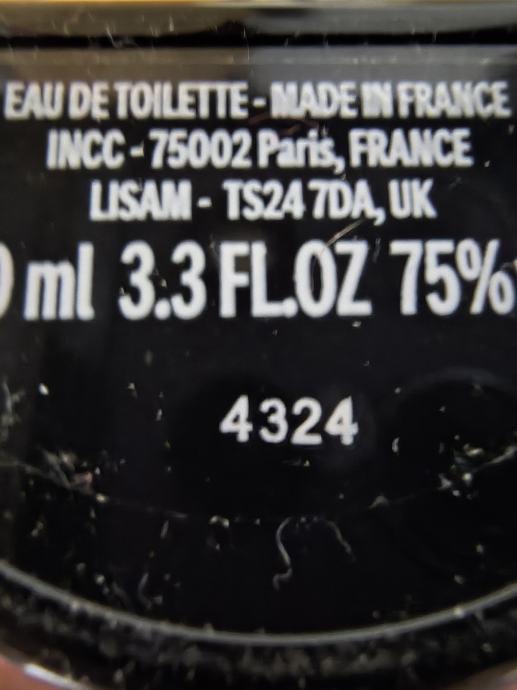 EAU DE TOILETTE - MADE IN FRANCE
INCC - 75002 Paris, FRANCE
LISAM - TS24 7DA, UK
0 ml 3.3 FL.OZ 75%
4324